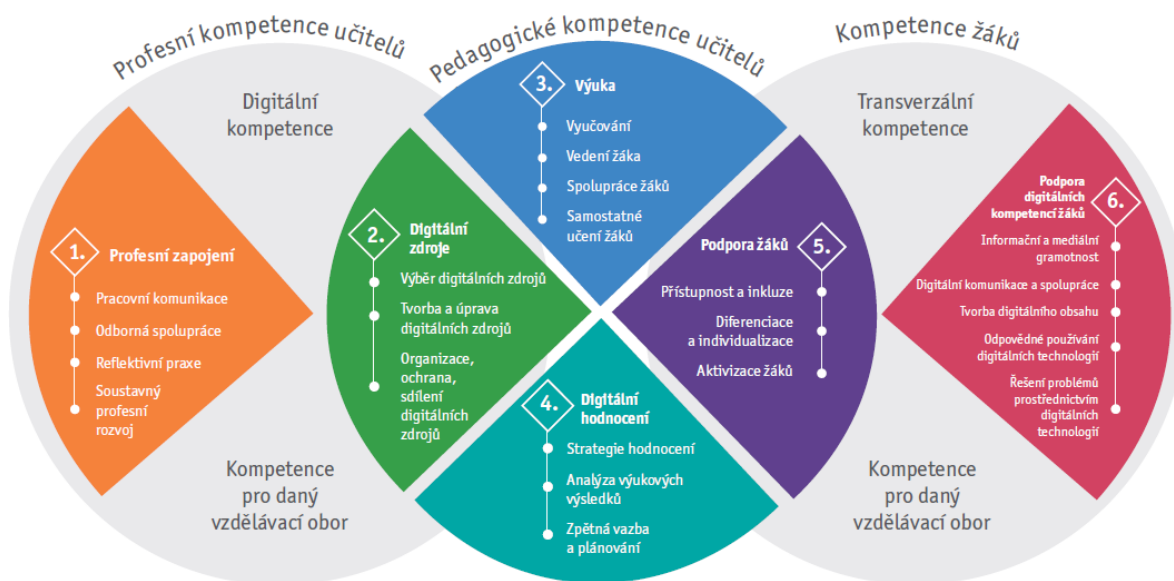 Profesní kompetence učitelů
Pedagogické kompetence učitelů
Kompetence žáků
Digitální
kompetence
Transverzální
kompetence
1. Profesní zapojení
Pracovní komunikace
Odborná spolupráce
Reflektivní praxe
Soustavný
profesní
rozvoj
2. Digitální
zdroje
Výběr digitálních zdrojů
Tvorba a úprava
digitálních zdrojů
Organizace,
ochrana,
sdílení
digitálních
zdrojů
3. Výuka
Vyučování
Vedení žáka
Spolupráce žáků
Samostatné
učení žáků
4. Digitální
hodnocení
Strategie hodnocení
Analýza výukových
výsledků
Zpětná vazba
a plánování
Podpora žáků 5.
Přístupnost a inkluze
Diferenciace
a individualizace
Aktivizace žáků
Podpora
digitálních
kompetencí žáků
6.
Informační a mediální
gramotnost
Digitální komunikace a spolupráce
Tvorba digitálního obsahu
Odpovědné používání
digitálních technologií
Řešení problémů
prostřednictvím
digitálních
technologií
Kompetence
pro daný
vzdělávací obor
Kompetence
pro daný
vzdělávací obor